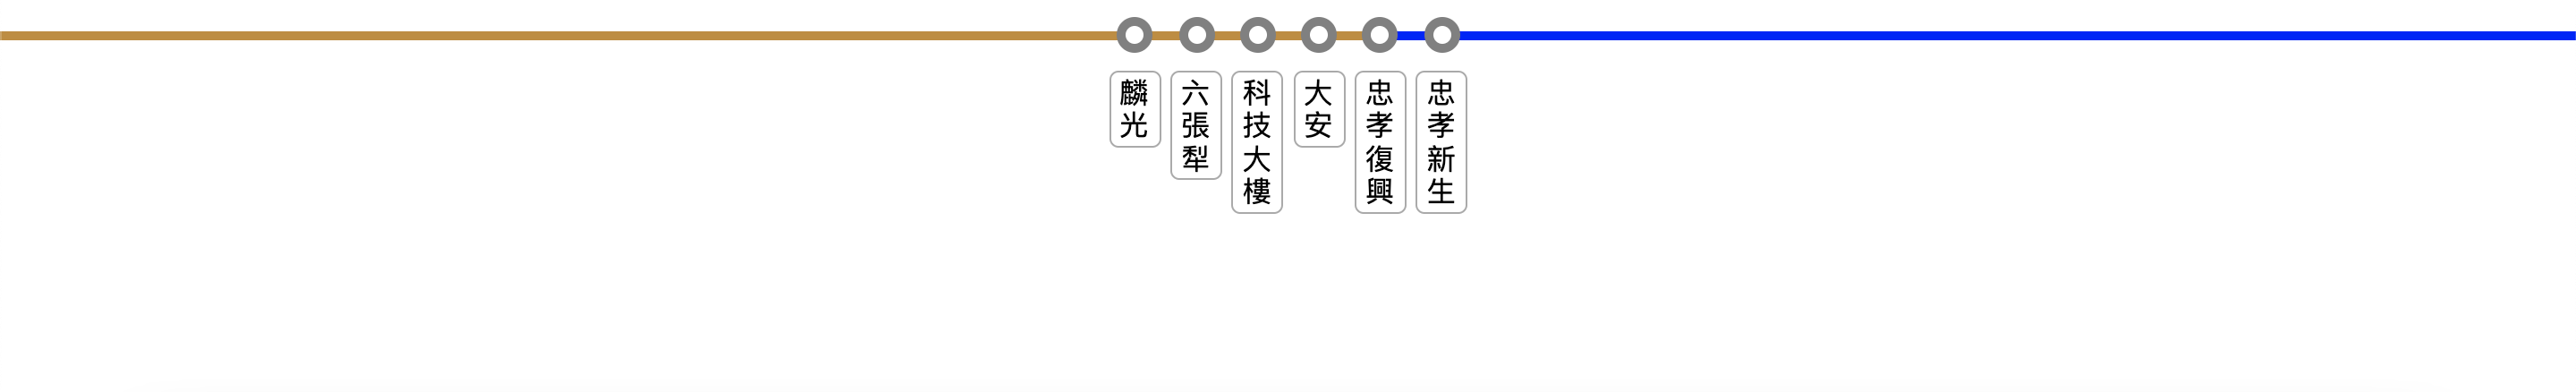 麟光
六張犁
科技大樓
大安
忠孝復興
忠孝新生